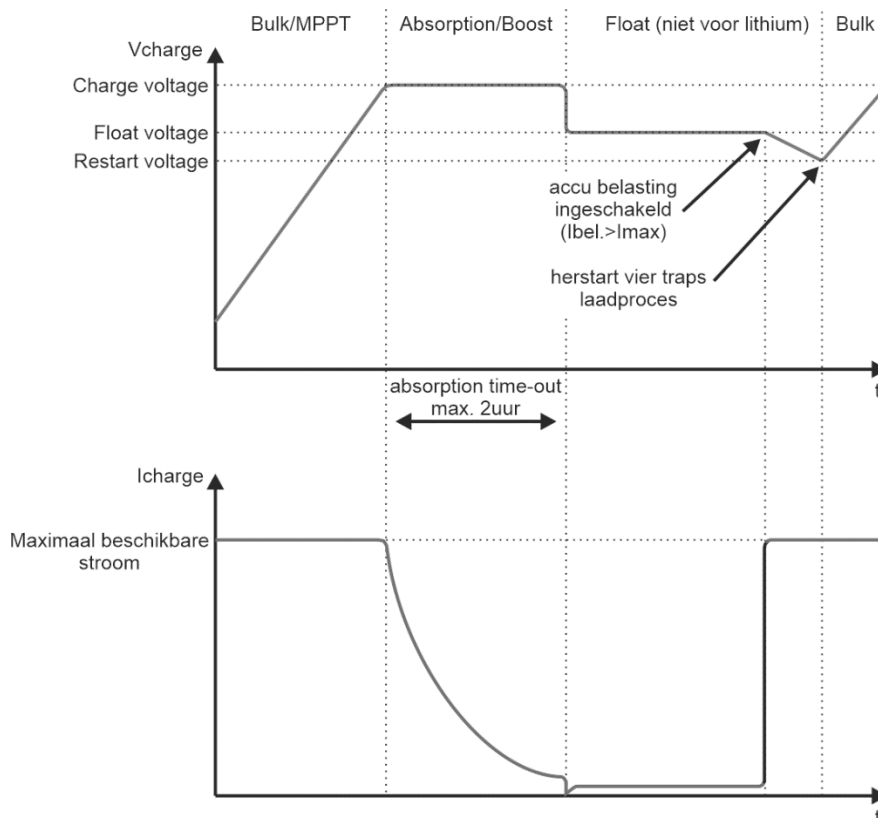 Bulk/MPPT
Absorption/Boost
Float (niet voor lithium)
Bulk
Vcharge
Charge voltage
Float voltage
Restart voltage
accu belasting
ingeschakeld
(Ibel.>Imax)
herstart vier traps
laadproces
t
absorption time-out
max. 2uur
Icharge
Maximaal beschikbare
stroom
t